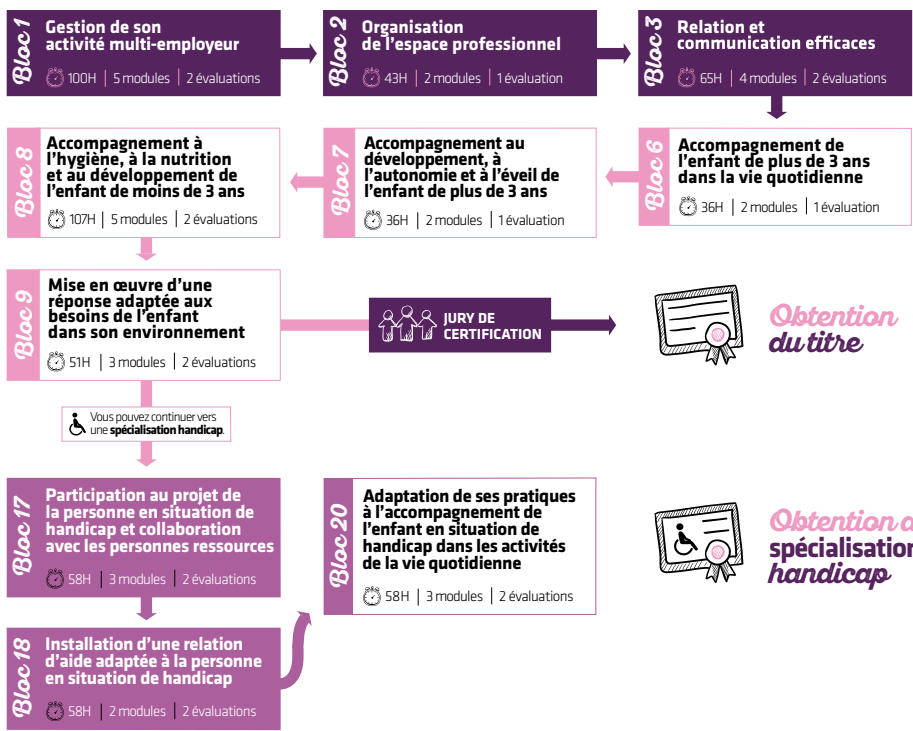 Bloc 1
Gestion de son
activité multi-employeur
100H | 5 modules | 2 évaluations
Bloc 2
Organisation
de l'espace professionnel
43H | 2 modules | 1 évaluation
Bloc 3
Relation et
communication efficaces
65H | 4 modules | 2 évaluations
Bloc 8
Accompagnement à
l'hygiène, à la nutrition
et au développement de
l'enfant de moins de 3 ans
107H | 5 modules | 2 évaluations
Bloc 7
Accompagnement au
développement, à
l'autonomie et à l'éveil de
l'enfant de plus de 3 ans
36H | 2 modules | 1 évaluation
Bloc 6
Accompagnement de
l'enfant de plus de 3 ans
dans la vie quotidienne
36H | 2 modules | 1 évaluation
Bloc 9
Mise en œuvre d'une
réponse adaptée aux
besoins de l'enfant
dans son environnement
51H | 3 modules | 2 évaluations
JURY DE
CERTIFICATION
Obtention
du titre
Vous pouvez continuer vers
une spécialisation handicap.
Bloc 17
Participation au projet de
la personne en situation de
handicap et collaboration
avec les personnes ressources
58H | 3 modules | 2 évaluations
Bloc 20
Adaptation de ses pratiques
à l'accompagnement de
l'enfant en situation de
handicap dans les activités
de la vie quotidienne
58H | 3 modules | 2 évaluations
Obtention
spécialisation
handicap
Bloc 18
Installation d'une relation
d'aide adaptée à la personne
en situation de handicap
58H | 2 modules | 2 évaluations